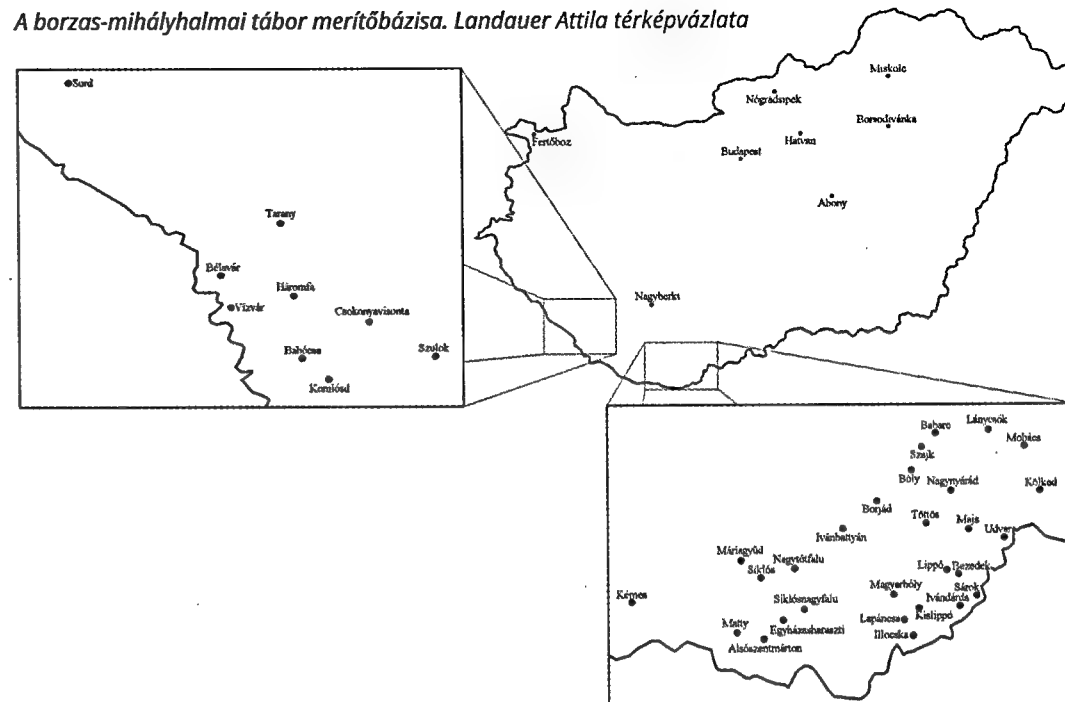 A borzas-mihályhalmai tábor merítőbázisa. Landauer Attila térképvázlata
Surd
Tarany
Bélavár
Háromfa
Vízvár
Csokonyavisonta
Babócsa
Szulok
Komlósd
Miskolc
Nógrádsipek
Borsodivánka
Fertőboz
Hatvan
Budapest
Abony
Nagyberki
Babarc
Lánycsók
Mohács
Szajk
Bóly
Nagynyárád
Kölked
Borjád
Töttös
Majs
Udvar
Ivánbattyán
Máriagyűd
Nagytótfalu
Siklós
Lippó
Bezedek
Kémes
Magyarbóly
Sárok
Ivándárda
Siklósnagyfalu
Kislippó
Lapáncsa
Egyházasharaszti
Matty
Illocska
Alsószentmárton